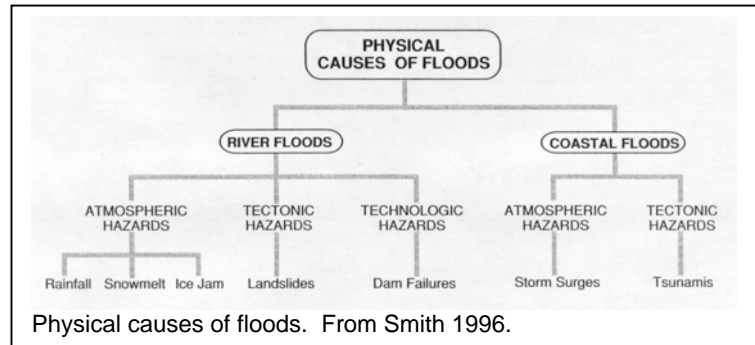 PHYSICAL
CAUSES OF FLOODS
RIVER FLOODS
COASTAL FLOODS
ATMOSPHERIC
HAZARDS
TECTONIC
HAZARDS
TECHNOLOGIC
HAZARDS
ATMOSPHERIC
HAZARDS
TECTONIC
HAZARDS
Rainfall
Snowmelt
Ice Jam
Landslides
Dam Failures
Storm Surges
Tsunamis
Physical causes of floods. From Smith 1996.